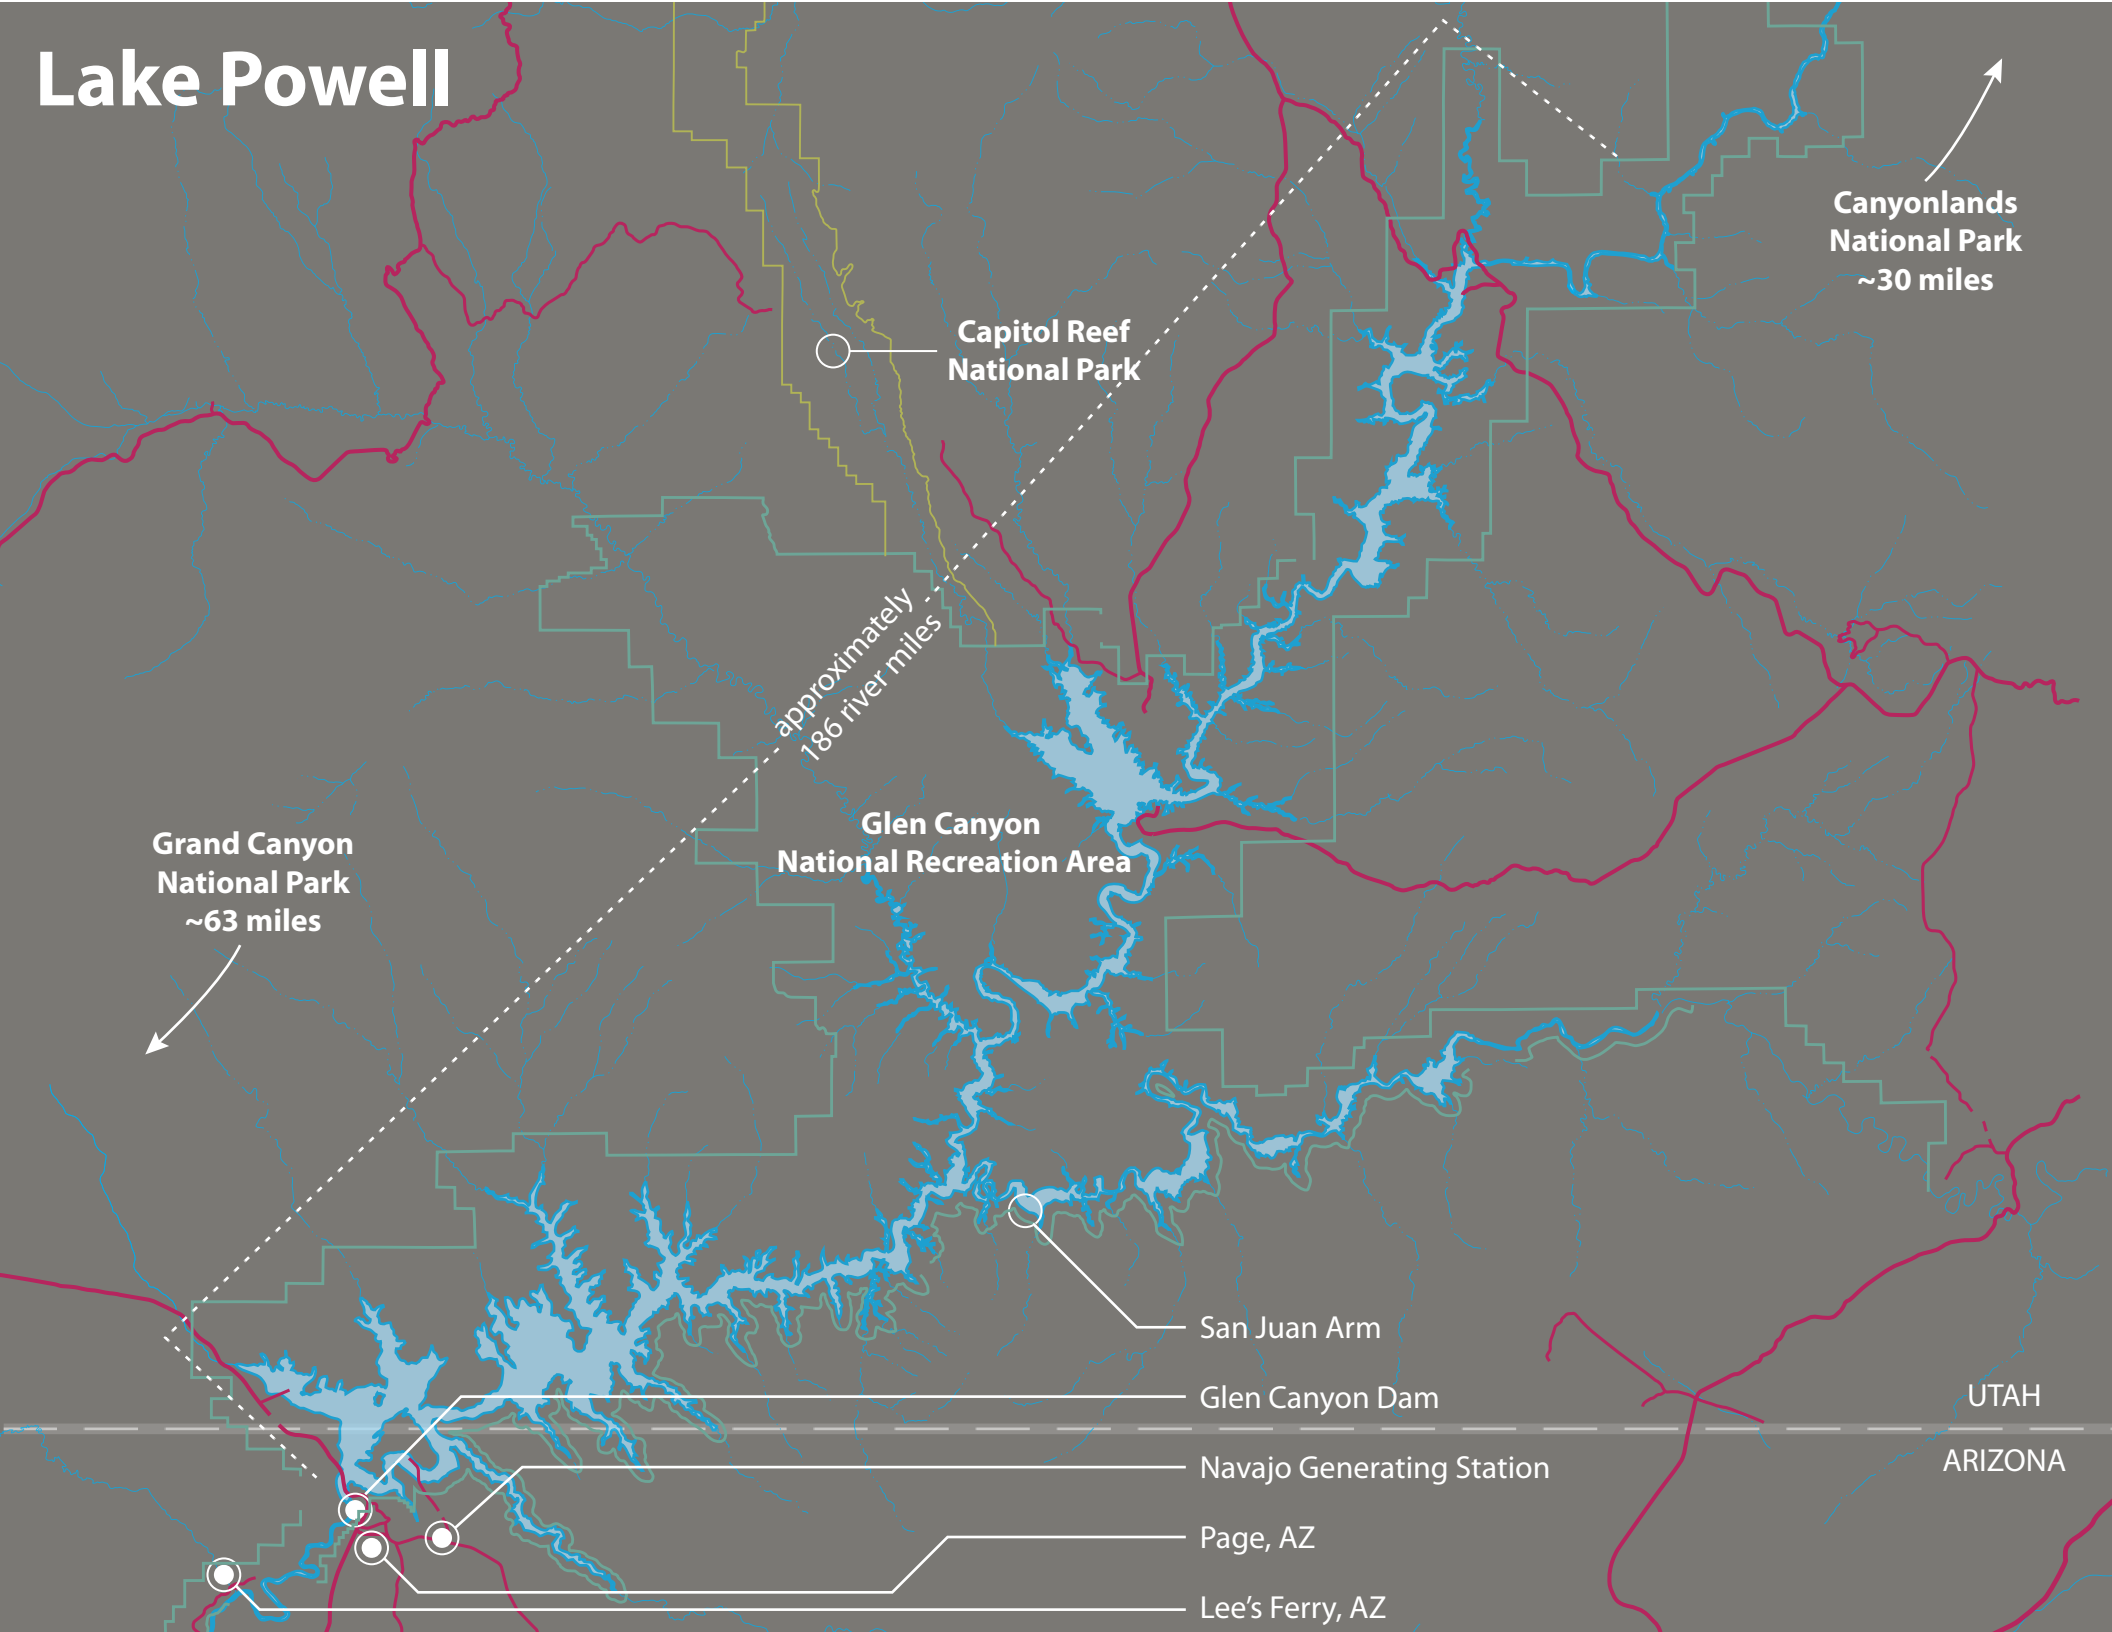 Lake Powell
Canyonlands
National Park
~30 miles
Capitol Reef
National Park
approximately
186 river miles
Glen Canyon
National Recreation Area
Grand Canyon
National Park
~63 miles
San Juan Arm
Glen Canyon Dam
UTAH
ARIZONA
Navajo Generating Station
Page, AZ
Lee’s Ferry, AZ